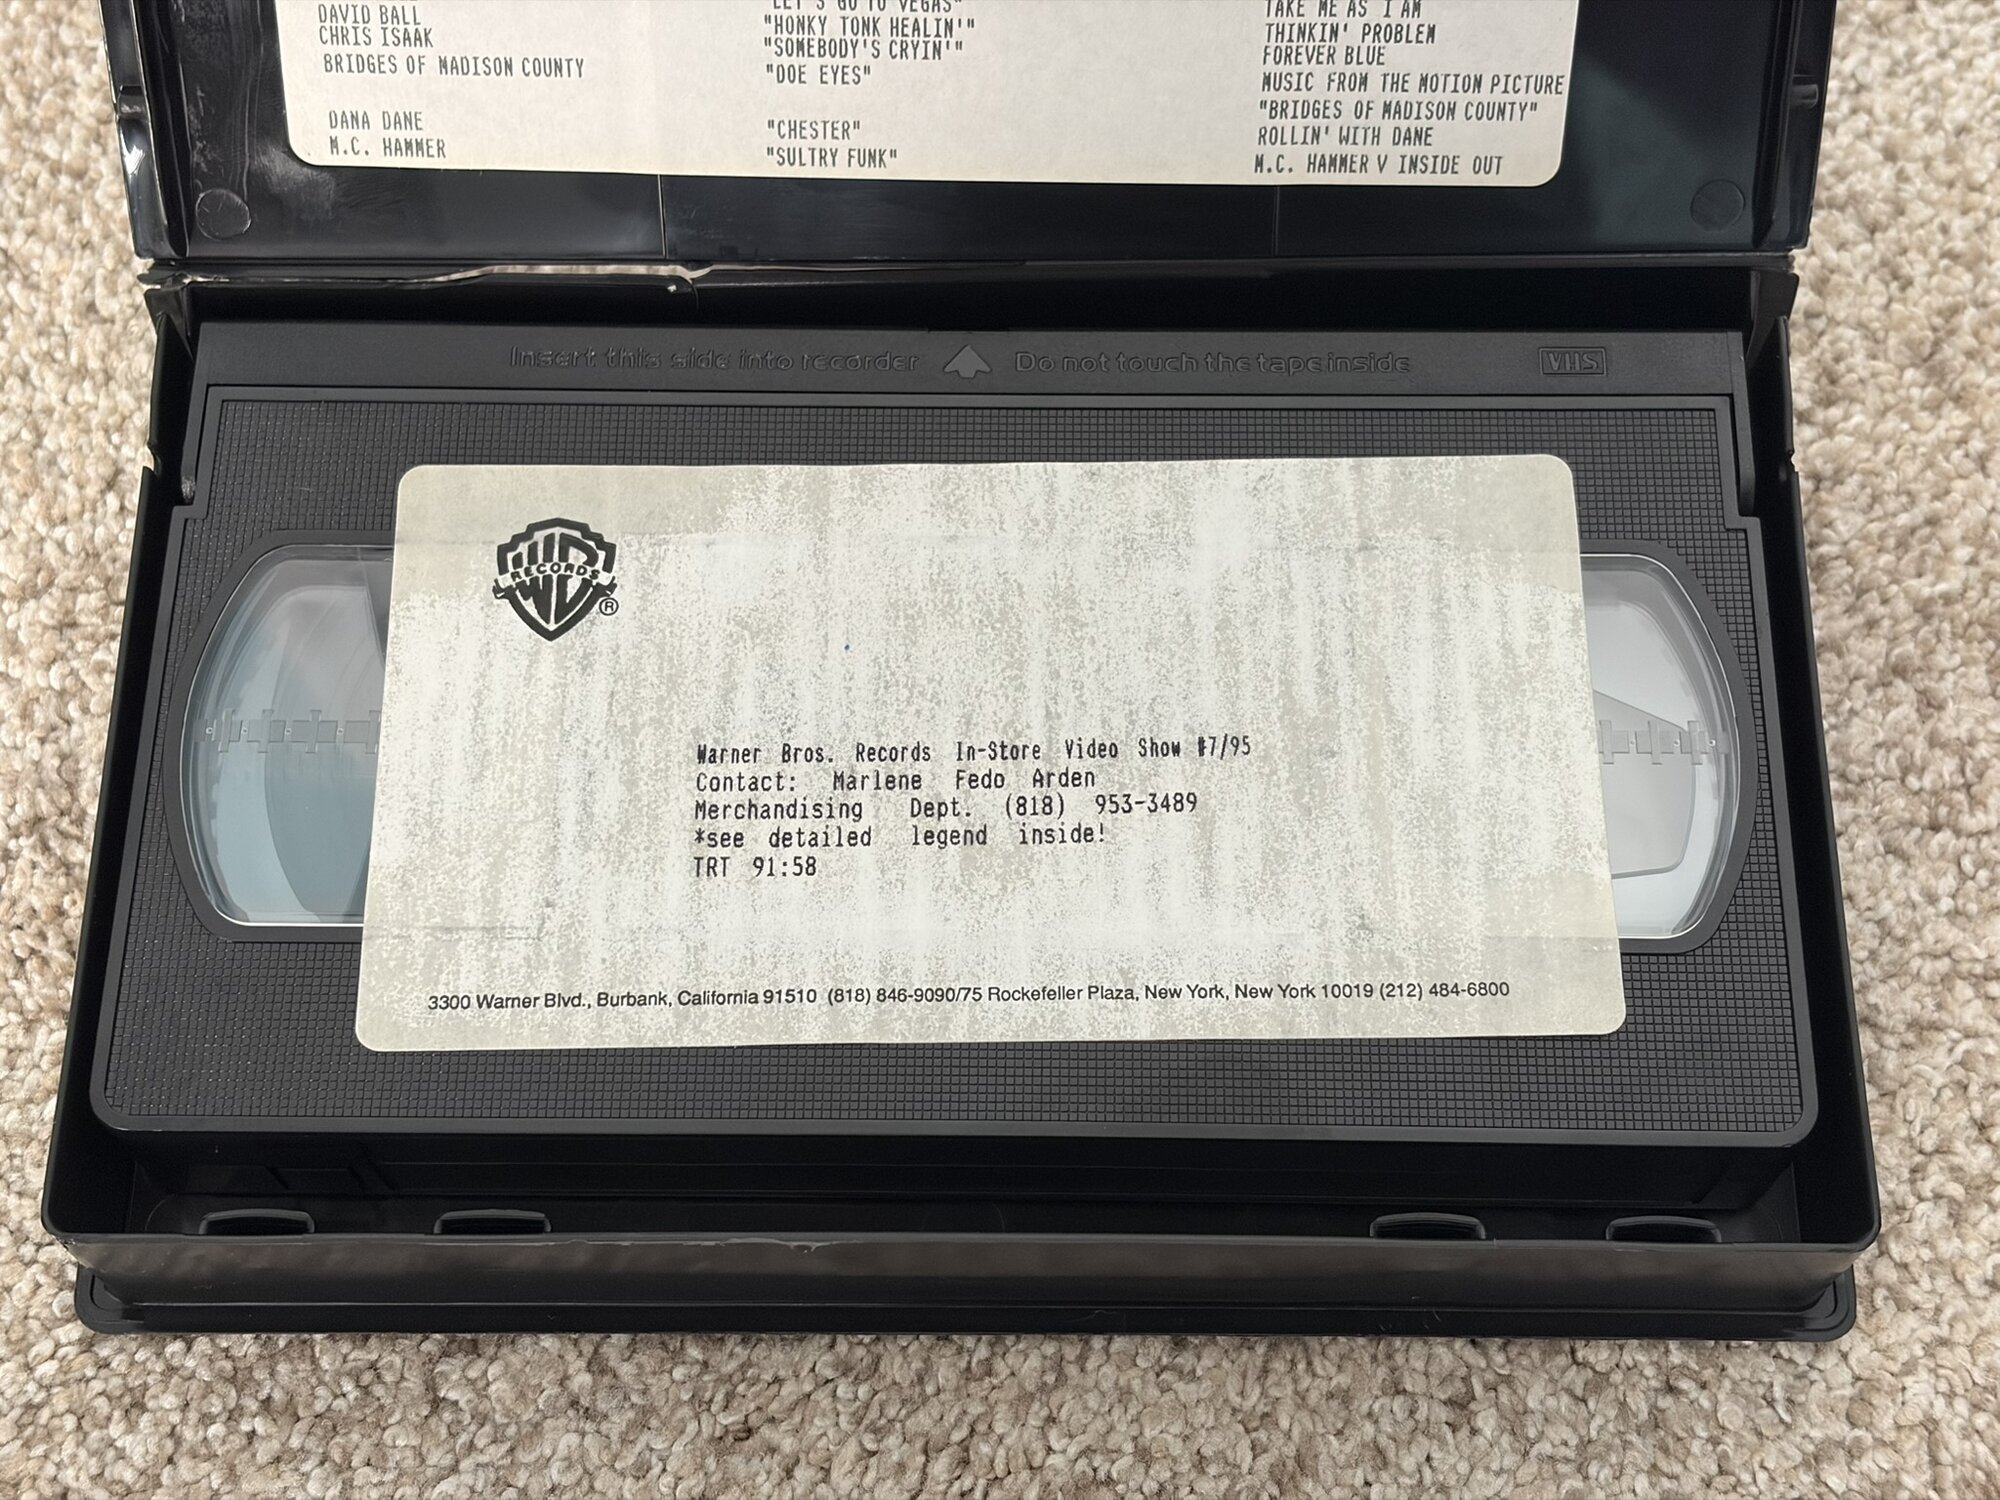 "LET'S GO TO VEGAS" TAKE ME AS I AM
DAVID BALL "HONKY TONK HEALIN'" THINKIN' PROBLEM
CHRIS ISAAK "SOMEBODY'S CRYIN'" FOREVER BLUE
BRIDGES OF MADISON COUNTY "DOE EYES" MUSIC FROM THE MOTION PICTURE
"BRIDGES OF MADISON COUNTY"
DANA DANE "CHESTER" ROLLIN' WITH DANE
M.C. HAMMER "SULTRY FUNK" M.C. HAMMER V INSIDE OUT
Insert this side into recorder Do not touch the tape inside VHS
RECORDS
®
Warner Bros. Records In-Store Video Show #7/95
Contact: Marlene Fedo Arden
Merchandising Dept. (818) 953-3489
*see detailed legend inside!
TRT 91:58
3300 Warner Blvd., Burbank, California 91510 (818) 846-9090/75 Rockefeller Plaza, New York, New York 10019 (212) 484-6800